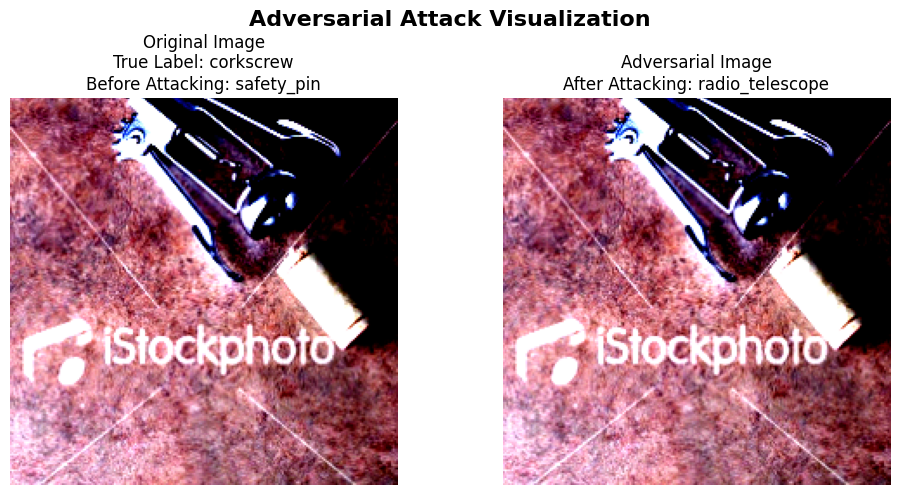 Adversarial Attack Visualization
Original Image
True Label: corkscrew
Before Attacking: safety_pin
Adversarial Image
After Attacking: radio_telescope
iStockphoto
iStockphoto